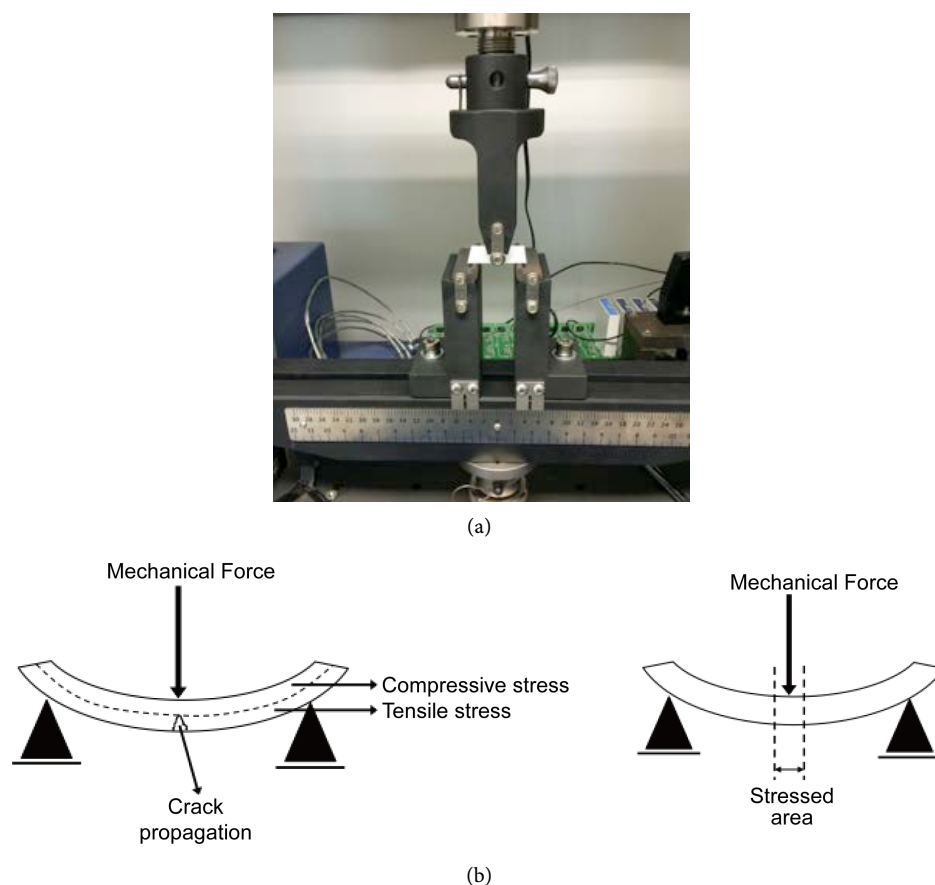 (a)
Mechanical Force
Compressive stress
Tensile stress
Crack
propagation
Mechanical Force
Stressed
area
(b)